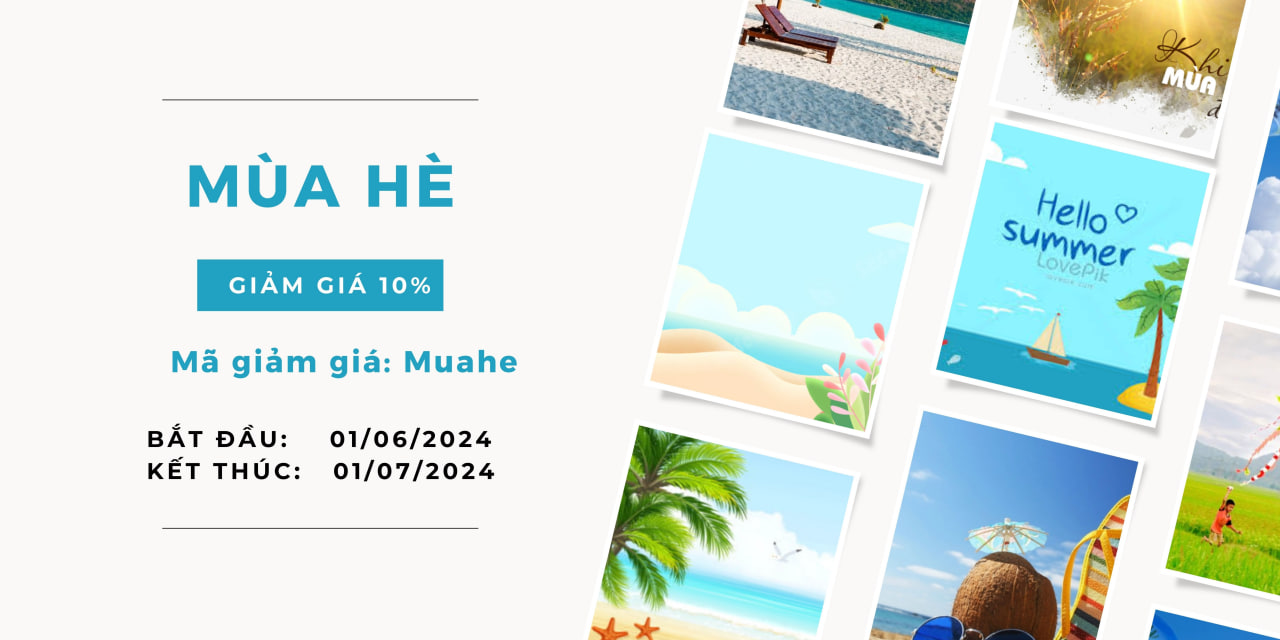 MÙA HÈ
GIẢM GIÁ 10%
Mã giảm giá: Muahe
BẮT ĐẦU: 01/06/2024
KẾT THÚC: 01/07/2024
Khi
MÙA
Hello
summer
LovePik